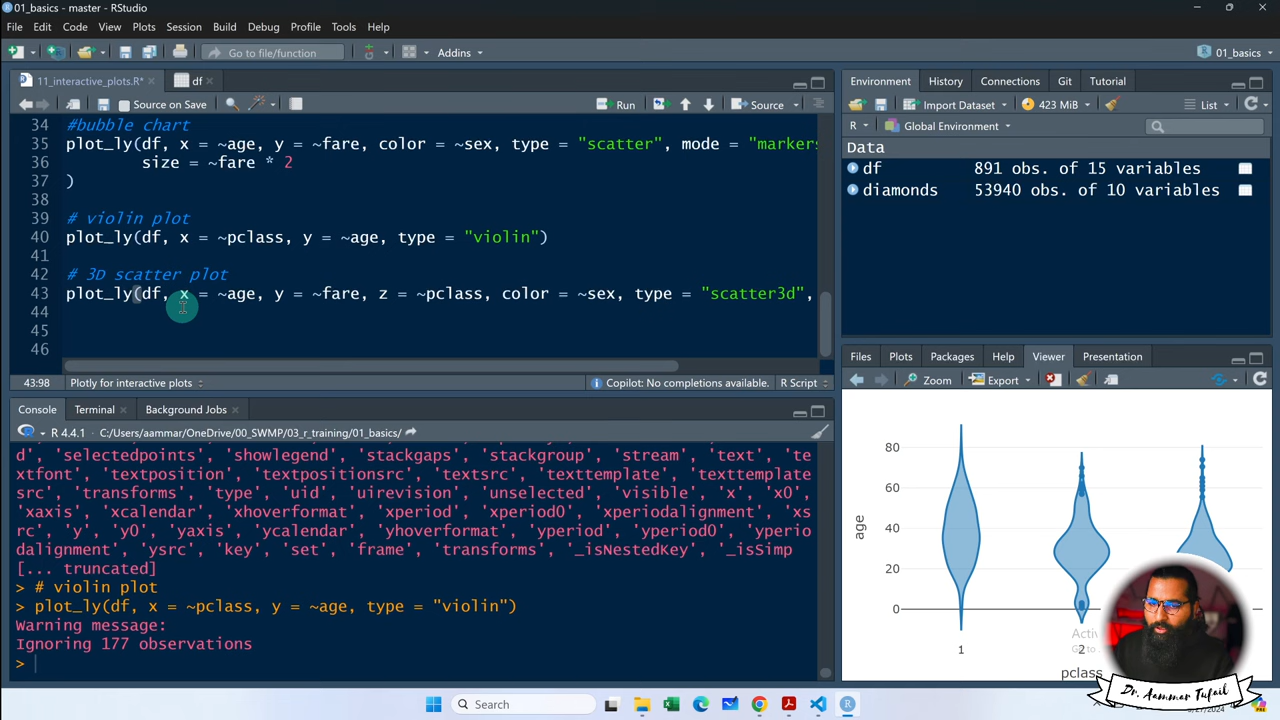 01_basics - master - RStudio
File Edit Code View Plots Session Build Debug Profile Tools Help
Go to file/function Addins 01_basics
11_interactive_plots.R* df
Source on Save Run Source
34 #bubble chart
35 plot_ly(df, x = ~age, y = ~fare, color = ~sex, type = "scatter", mode = "markers
36 size = ~fare * 2
37 )
38
39 # violin plot
40 plot_ly(df, x = ~pclass, y = ~age, type = "violin")
41
42 # 3D scatter plot
43 plot_ly(df, x = ~age, y = ~fare, z = ~pclass, color = ~sex, type = "scatter3d",
44
45
46
43:98 Plotly for interactive plots Copilot: No completions available. R Script
Console Terminal Background Jobs
R 4.4.1 · C:/Users/aammar/OneDrive/00_SWMP/03_r_training/01_basics/
d', 'selectedpoints', 'showlegend', 'stackgaps', 'stackgroup', 'stream', 'text', 'te
xtfont', 'textposition', 'textpositionsrc', 'textsrc', 'texttemplate', 'texttemplate
src', 'transforms', 'type', 'uid', 'uirevision', 'unselected', 'visible', 'x', 'x0',
'xaxis', 'xcalendar', 'xhoverformat', 'xperiod', 'xperiod0', 'xperiodalignment', 'xs
rc', 'y', 'y0', 'yaxis', 'ycalendar', 'yhoverformat', 'yperiod', 'yperiod0', 'yperio
dalignment', 'ysrc', 'key', 'set', 'frame', 'transforms', '_isNestedKey', '_isSimp
[... truncated]
> # violin plot
> plot_ly(df, x = ~pclass, y = ~age, type = "violin")
Warning message:
Ignoring 177 observations
>
Environment History Connections Git Tutorial
Import Dataset 423 MiB List
R Global Environment
Data
df 891 obs. of 15 variables
diamonds 53940 obs. of 10 variables
Files Plots Packages Help Viewer Presentation
Zoom Export
80
60
40
20
0
age
1 2
pclass
Dr. Aammar Tufail
Search